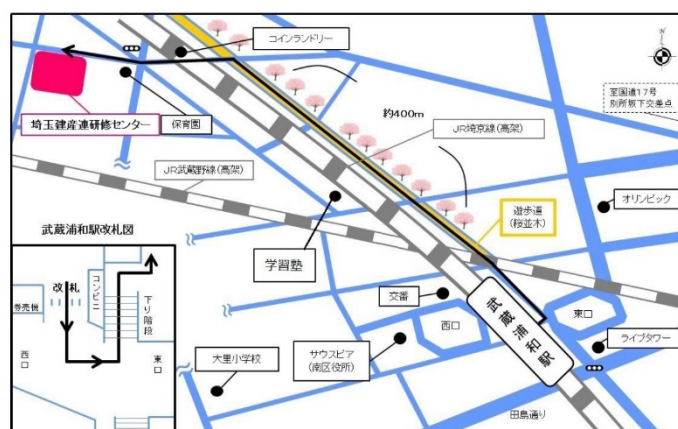 コインランドリー
至国道17号
別所坂下交差点
約400m
埼玉建産連研修センター
保育園
JR埼京線(高架)
JR武蔵野線(高架)
オリンピック
遊歩道
(桜並木)
学習塾
武蔵浦和駅改札図
改札
コンビニ
券売機
下り階段
西口
東口
交番
西口
武蔵浦和駅
東口
サウスピア
(南区役所)
ライブタワー
大里小学校
田島通り